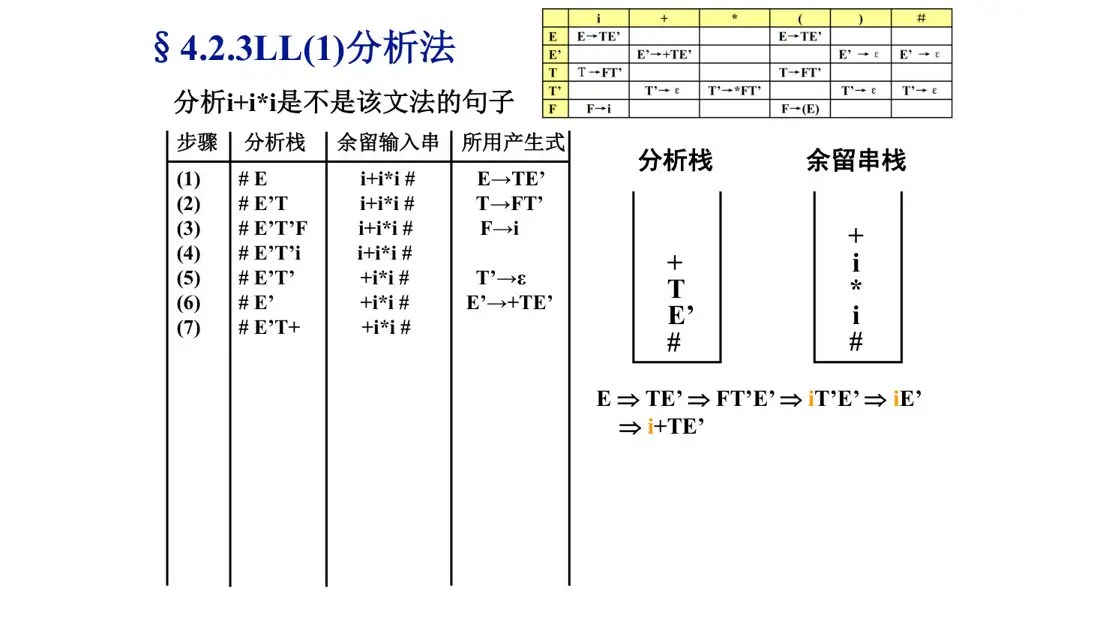 §4.2.3LL(1)分析法
i + * ( ) #
E E→TE’ E→TE’
E’ E’→+TE’ E’→ε E’→ε
T T→FT’ T→FT’
T’ T’→ε T’→*FT’ T’→ε T’→ε
F F→i F→(E)
分析i+i*i是不是该文法的句子
步骤 分析栈 余留输入串 所用产生式
(1) # E i+i*i # E→TE’
(2) # E’T i+i*i # T→FT’
(3) # E’T’F i+i*i # F→i
(4) # E’T’i i+i*i #
(5) # E’T’ +i*i # T’→ε
(6) # E’ +i*i # E’→+TE’
(7) # E’T+ +i*i #
分析栈
+
T
E’
#
余留串栈
+
i
*
i
#
E ⇒ TE’ ⇒ FT’E’ ⇒ iT’E’ ⇒ iE’
⇒ i+TE’